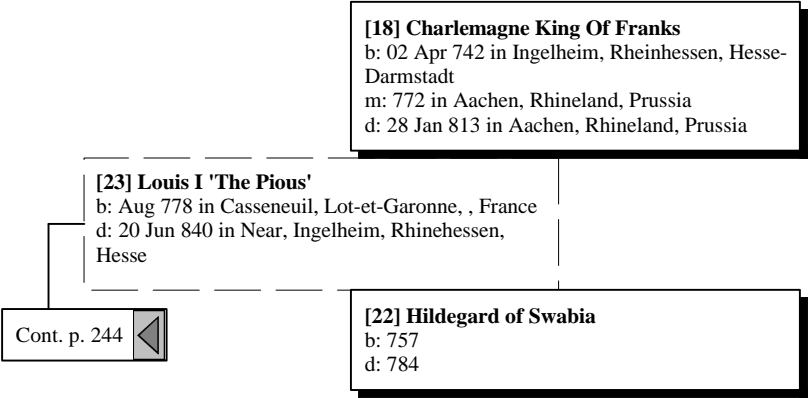 [18] Charlemagne King Of Franks
b: 02 Apr 742 in Ingelheim, Rheinhessen, Hesse-
Darmstadt
m: 772 in Aachen, Rhineland, Prussia
d: 28 Jan 813 in Aachen, Rhineland, Prussia
[23] Louis I 'The Pious'
b: Aug 778 in Casseneuil, Lot-et-Garonne, , France
d: 20 Jun 840 in Near, Ingelheim, Rhinehessen,
Hesse
Cont. p. 244
[22] Hildegard of Swabia
b: 757
d: 784